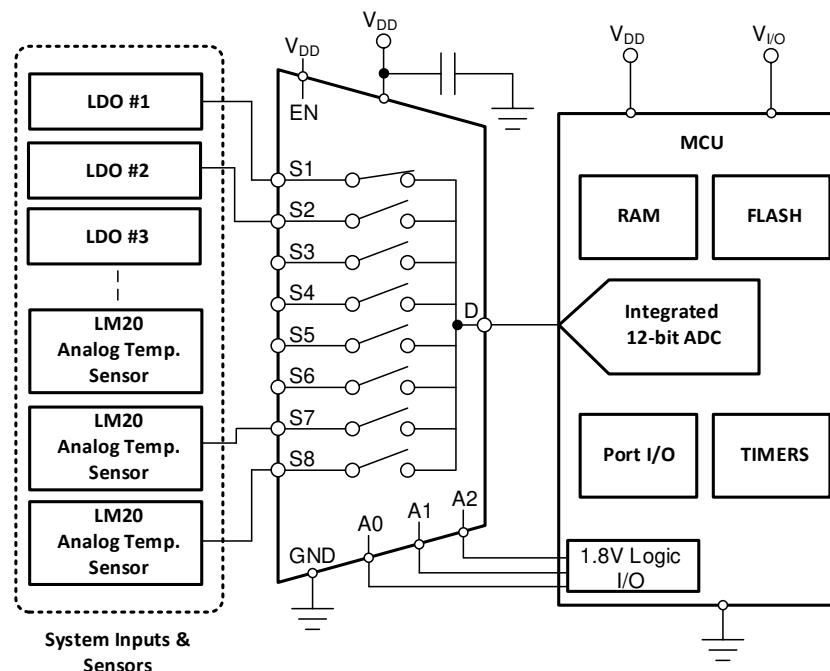 LDO #1
LDO #2
LDO #3
LM20
Analog Temp.
Sensor
LM20
Analog Temp.
Sensor
LM20
Analog Temp.
Sensor
System Inputs &
Sensors
VDD
EN
VDD
S1
S2
S3
S4
S5
S6
S7
S8
D
GND
A0
A1
A2
VDD
VI/O
MCU
RAM
FLASH
Integrated
12-bit ADC
Port I/O
TIMERS
1.8V Logic
I/O